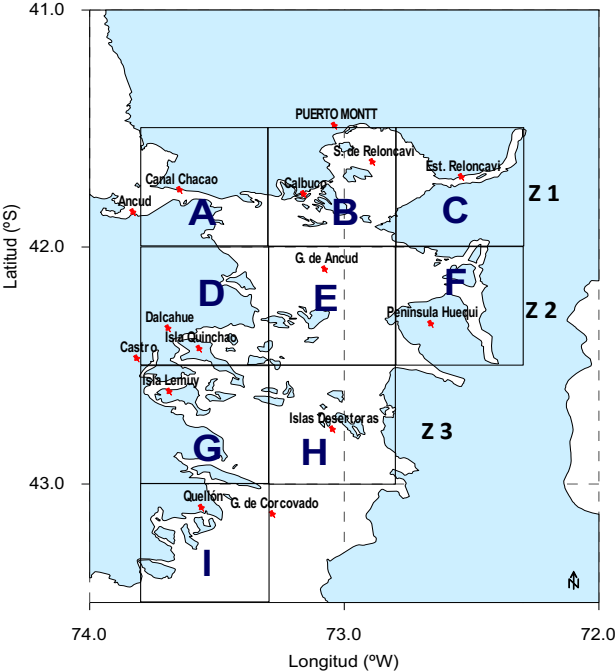 41.0
PUERTO MONTT
S. de Reloncaví
Est. Reloncaví
Canal Chacao
Calbuco
Ancud
A
B
C
Z 1
42.0
G. de Ancud
D
E
F
Península Huequi
Z 2
Dalcahue
Isla Quinchao
Castro
Isla Lemuy
Islas Desertoras
Z 3
G
H
43.0
Quellón
G. de Corcovado
I
N
74.0
73.0
72.0
Latitud (ºS)
Longitud (ºW)